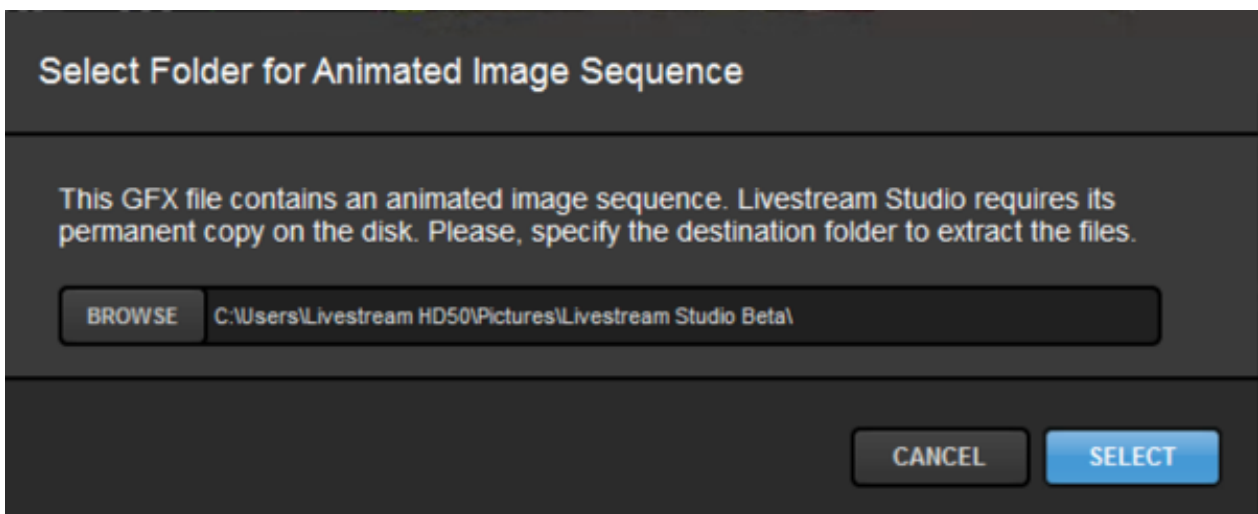 Select Folder for Animated Image Sequence
This GFX file contains an animated image sequence. Livestream Studio requires its
permanent copy on the disk. Please, specify the destination folder to extract the files.
BROWSE C:\Users\Livestream HD50\Pictures\Livestream Studio Beta\
CANCEL SELECT